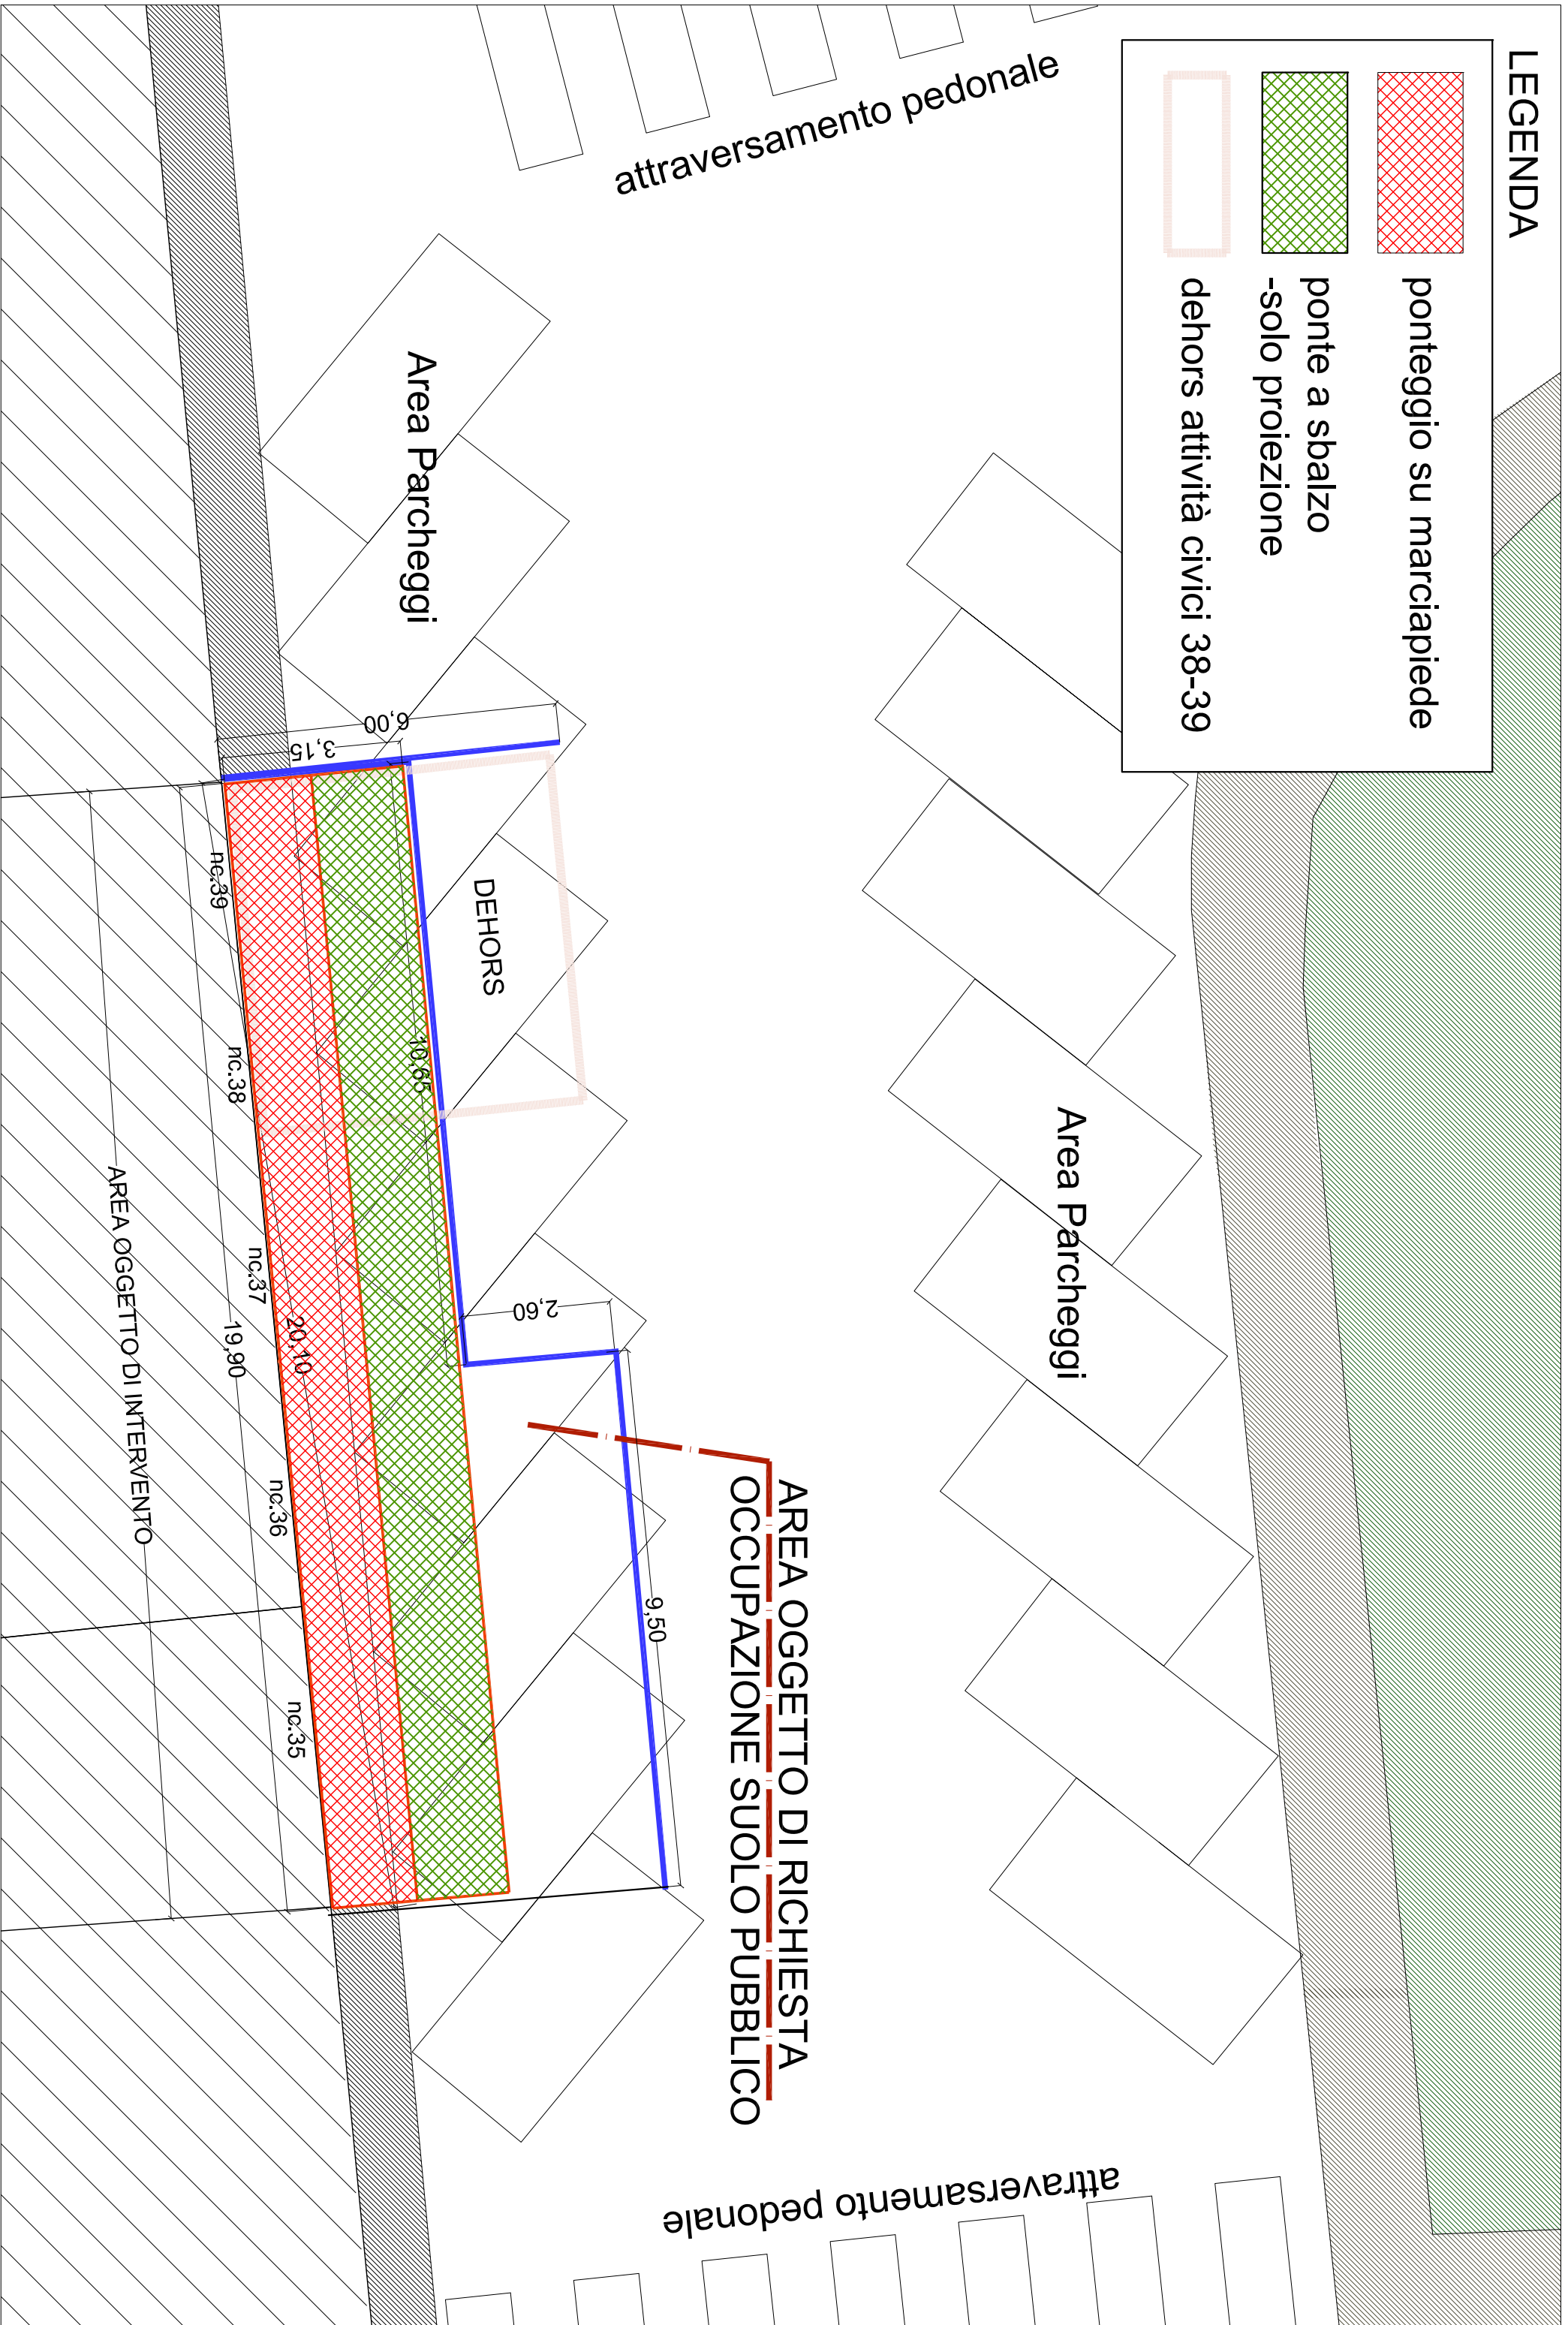 LEGENDA
ponteggio su marciapiede
ponte a sbalzo
-solo proiezione
dehors attività civici 38-39
attraversamento pedonale
Area Parcheggi
Area Parcheggi
6,00
3,15
DEHORS
10,65
2,60
9,50
AREA OGGETTO DI RICHIESTA
OCCUPAZIONE SUOLO PUBBLICO
nc.39
nc.38
nc.37
nc.36
nc.35
20,10
19,90
AREA OGGETTO DI INTERVENTO
attraversamento pedonale